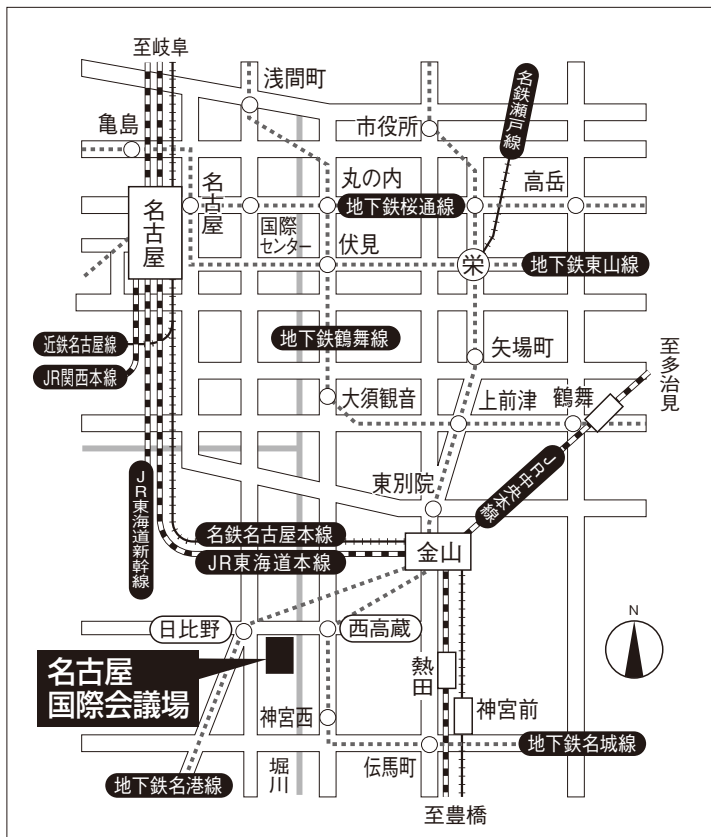 至岐阜
浅間町
名鉄瀬戸線
亀島
市役所
名古屋
丸の内
高岳
名古屋
国際
センター
地下鉄桜通線
伏見
栄
地下鉄東山線
近鉄名古屋線
JR関西本線
地下鉄鶴舞線
矢場町
至多治見
大須観音
上前津
鶴舞
JR東海道新幹線
東別院
JR中央本線
名鉄名古屋本線
JR東海道本線
金山
日比野
西高蔵
N
名古屋
国際会議場
熱田
神宮西
神宮前
地下鉄名港線
堀川
伝馬町
地下鉄名城線
至豊橋